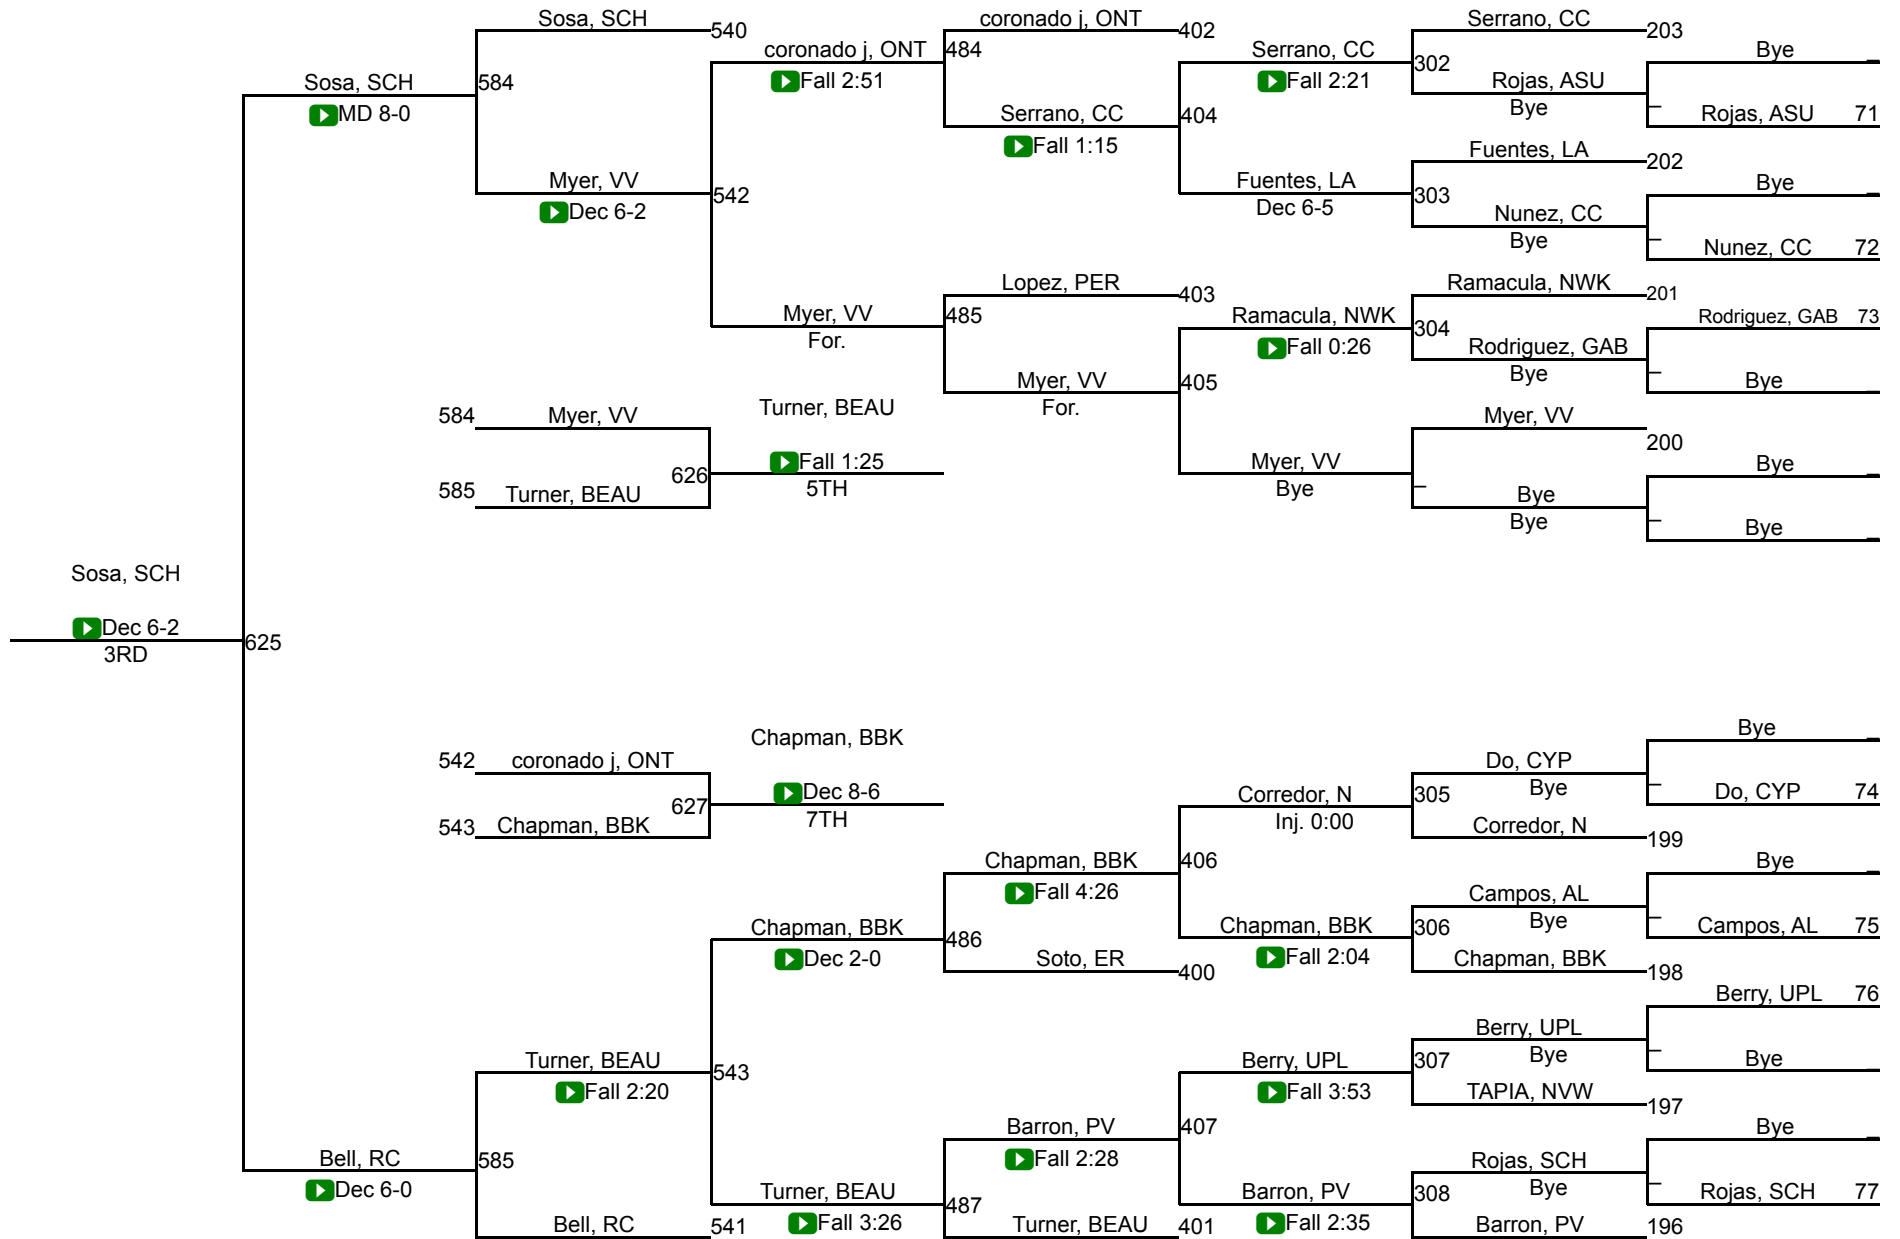 Sosa, SCH
540
coronado j, ONT
402
Serrano, CC
203
coronado j, ONT
484
Serrano, CC
302
Bye
Sosa, SCH
584
Fall 2:51
Fall 2:21
Rojas, ASU
MD 8-0
Serrano, CC
404
Bye
Rojas, ASU 71
Fall 1:15
Fuentes, LA
202
Myer, VV
542
Fuentes, LA
303
Bye
Dec 6-2
Dec 6-5
Nunez, CC
Bye
Nunez, CC 72
Lopez, PER
403
Ramacula, NWK
201
Myer, VV
485
Ramacula, NWK
304
Rodriguez, GAB 73
For.
Fall 0:26
Rodriguez, GAB
Myer, VV
405
Bye
Bye
584
Myer, VV
Turner, BEAU
For.
Myer, VV
200
626
Fall 1:25
Myer, VV
Bye
585
Turner, BEAU
5TH
Bye
Bye
Bye
Bye
Sosa, SCH
Dec 6-2
625
3RD
Bye
542
coronado j, ONT
Chapman, BBK
Do, CYP
627
Dec 8-6
Corredor, N
305
Bye
Do, CYP 74
543
Chapman, BBK
7TH
Inj. 0:00
Corredor, N
199
Chapman, BBK
406
Bye
Fall 4:26
Campos, AL
Chapman, BBK
486
Chapman, BBK
306
Bye
Campos, AL 75
Dec 2-0
Soto, ER
400
Fall 2:04
Chapman, BBK
198
Berry, UPL 76
Berry, UPL
Turner, BEAU
543
Berry, UPL
307
Bye
Bye
Fall 2:20
Fall 3:53
TAPIA, NVW
197
Barron, PV
407
Bye
Bell, RC
585
Fall 2:28
Rojas, SCH
Dec 6-0
Turner, BEAU
487
Barron, PV
308
Bye
Rojas, SCH 77
Bell, RC
541
Fall 3:26
Turner, BEAU
401
Fall 2:35
Barron, PV
196